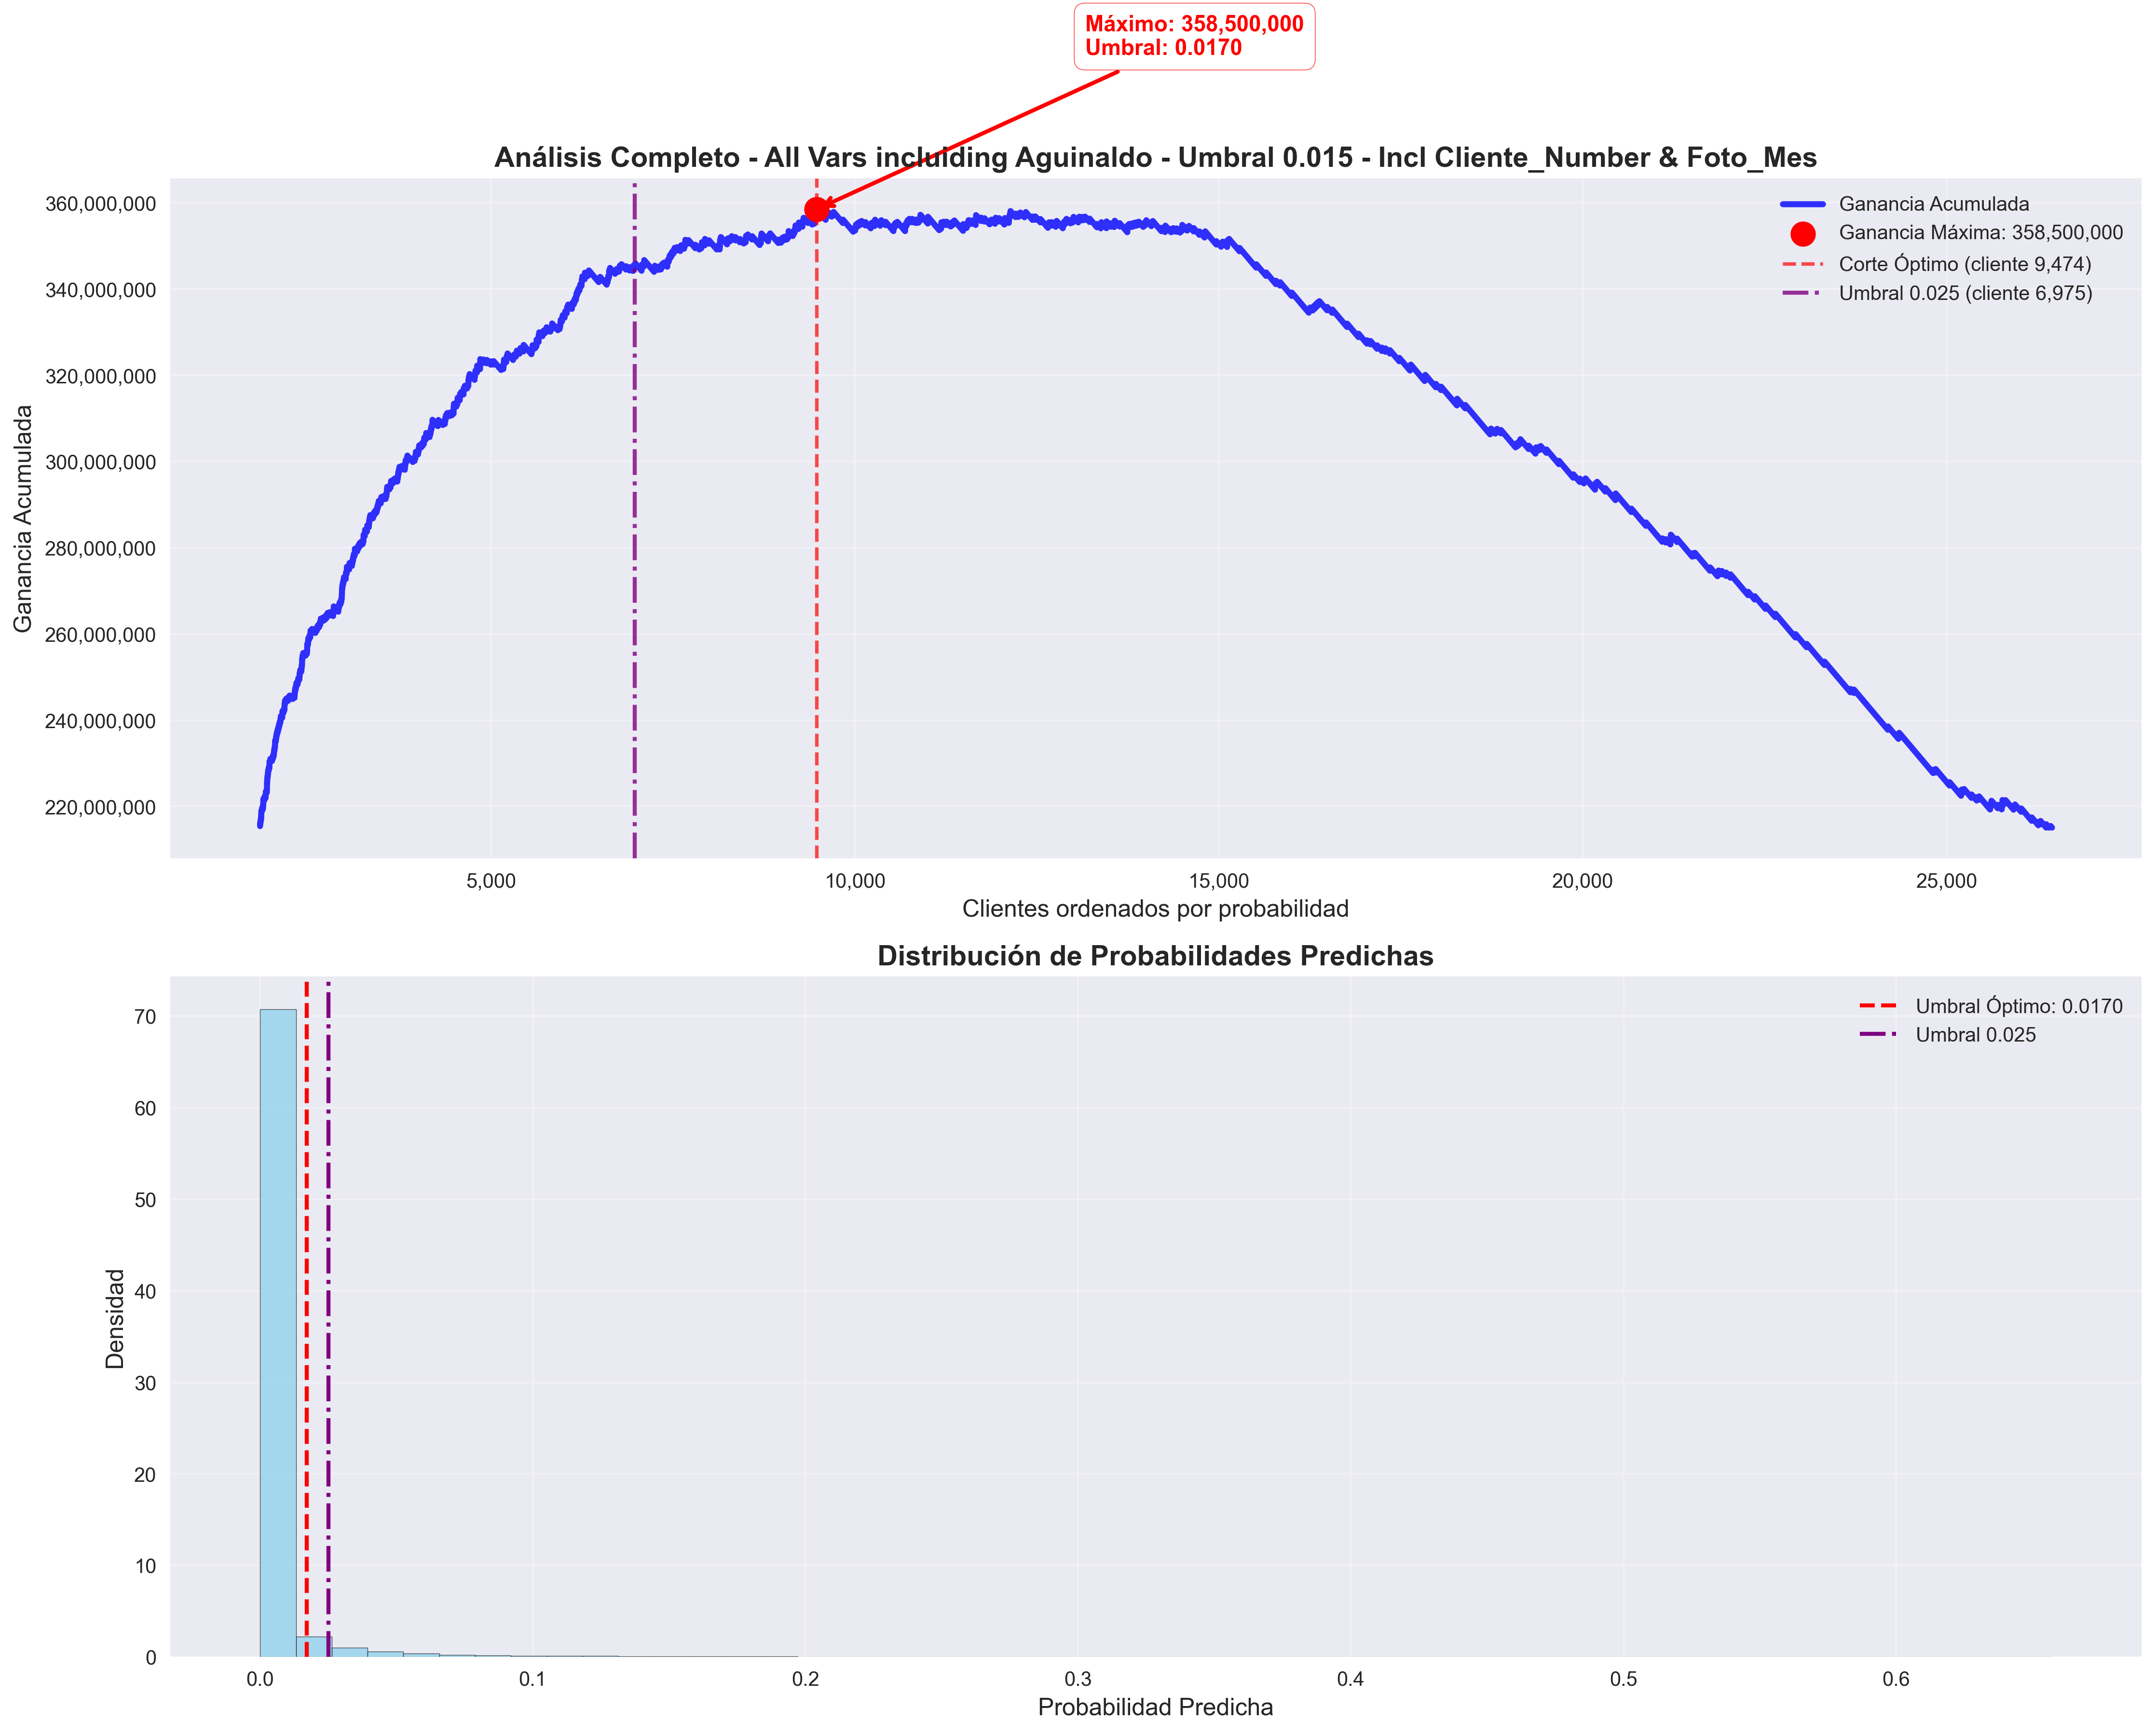 Máximo: 358,500,000
Umbral: 0.0170
Análisis Completo - All Vars incluiding Aguinaldo - Umbral 0.015 - Incl Cliente_Number & Foto_Mes
Ganancia Acumulada
360,000,000
340,000,000
320,000,000
300,000,000
280,000,000
260,000,000
240,000,000
220,000,000
Ganancia Acumulada
Ganancia Máxima: 358,500,000
Corte Óptimo (cliente 9,474)
Umbral 0.025 (cliente 6,975)
5,000
10,000
15,000
20,000
25,000
Clientes ordenados por probabilidad
Distribución de Probabilidades Predichas
Densidad
70
60
50
40
30
20
10
0
Umbral Óptimo: 0.0170
Umbral 0.025
0.0
0.1
0.2
0.3
0.4
0.5
0.6
Probabilidad Predicha